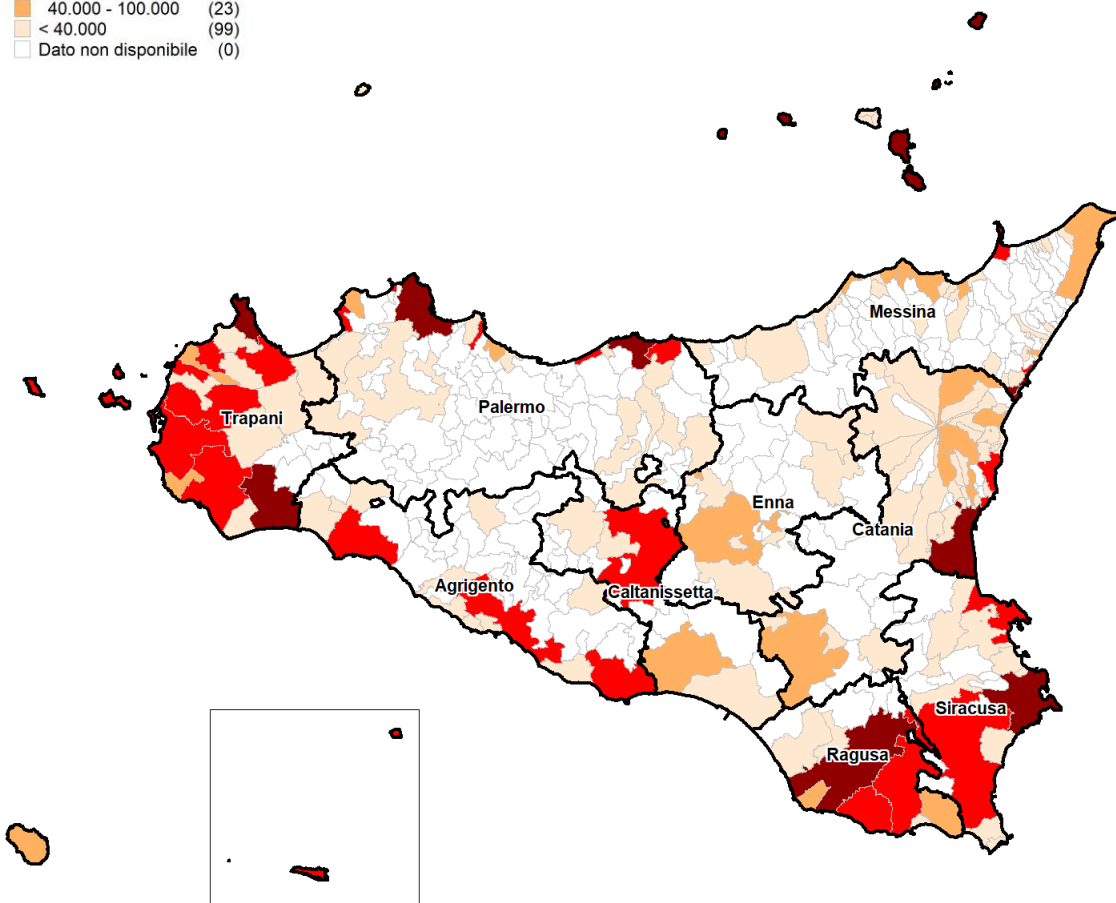 40.000 - 100.000 (23)
< 40.000 (99)
Dato non disponibile (0)
Messina
Palermo
Trapani
Enna
Catania
Agrigento
Caltanissetta
Siracusa
Ragusa